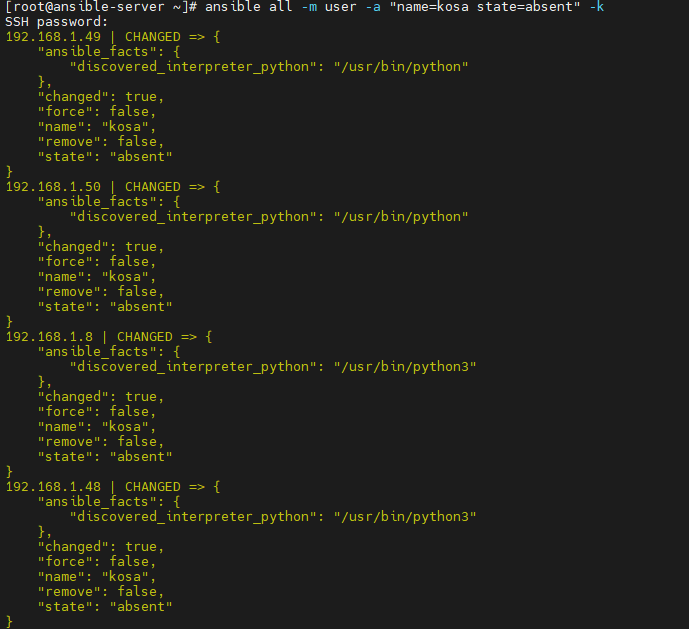 [root@ansible-server ~]# ansible all -m user -a "name=kosa state=absent" -k
SSH password:
192.168.1.49 | CHANGED => {
    "ansible_facts": {
        "discovered_interpreter_python": "/usr/bin/python"
    },
    "changed": true,
    "force": false,
    "name": "kosa",
    "remove": false,
    "state": "absent"
}
192.168.1.50 | CHANGED => {
    "ansible_facts": {
        "discovered_interpreter_python": "/usr/bin/python"
    },
    "changed": true,
    "force": false,
    "name": "kosa",
    "remove": false,
    "state": "absent"
}
192.168.1.8 | CHANGED => {
    "ansible_facts": {
        "discovered_interpreter_python": "/usr/bin/python3"
    },
    "changed": true,
    "force": false,
    "name": "kosa",
    "remove": false,
    "state": "absent"
}
192.168.1.48 | CHANGED => {
    "ansible_facts": {
        "discovered_interpreter_python": "/usr/bin/python3"
    },
    "changed": true,
    "force": false,
    "name": "kosa",
    "remove": false,
    "state": "absent"
}